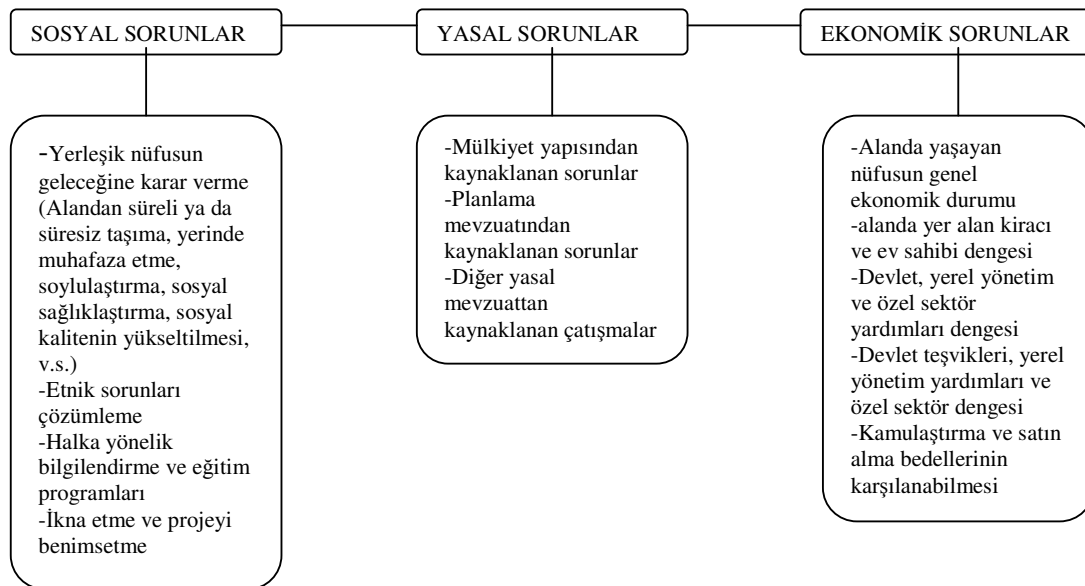 SOSYAL SORUNLAR
YASAL SORUNLAR
EKONOMİK SORUNLAR
-Yerleşik nüfusun
geleceğine karar verme
(Alandan süreli ya da
süresiz taşıma, yerinde
muhafaza etme,
soylulaştırma, sosyal
sağlıklaştırma, sosyal
kalitenin yükseltilmesi,
v.s.)
-Etnik sorunları
çözümleme
-Halka yönelik
bilgilendirme ve eğitim
programları
-İkna etme ve projeyi
benimsetme
-Mülkiyet yapısından
kaynaklanan sorunlar
-Planlama
mevzuatından
kaynaklanan sorunlar
-Diğer yasal
mevzuattan
kaynaklanan çatışmalar
-Alanda yaşayan
nüfusun genel
ekonomik durumu
-alanda yer alan kiracı
ve ev sahibi dengesi
-Devlet, yerel yönetim
ve özel sektör
yardımları dengesi
-Devlet teşvikleri, yerel
yönetim yardımları ve
özel sektör dengesi
-Kamulaştırma ve satın
alma bedellerinin
karşılanabilmesi